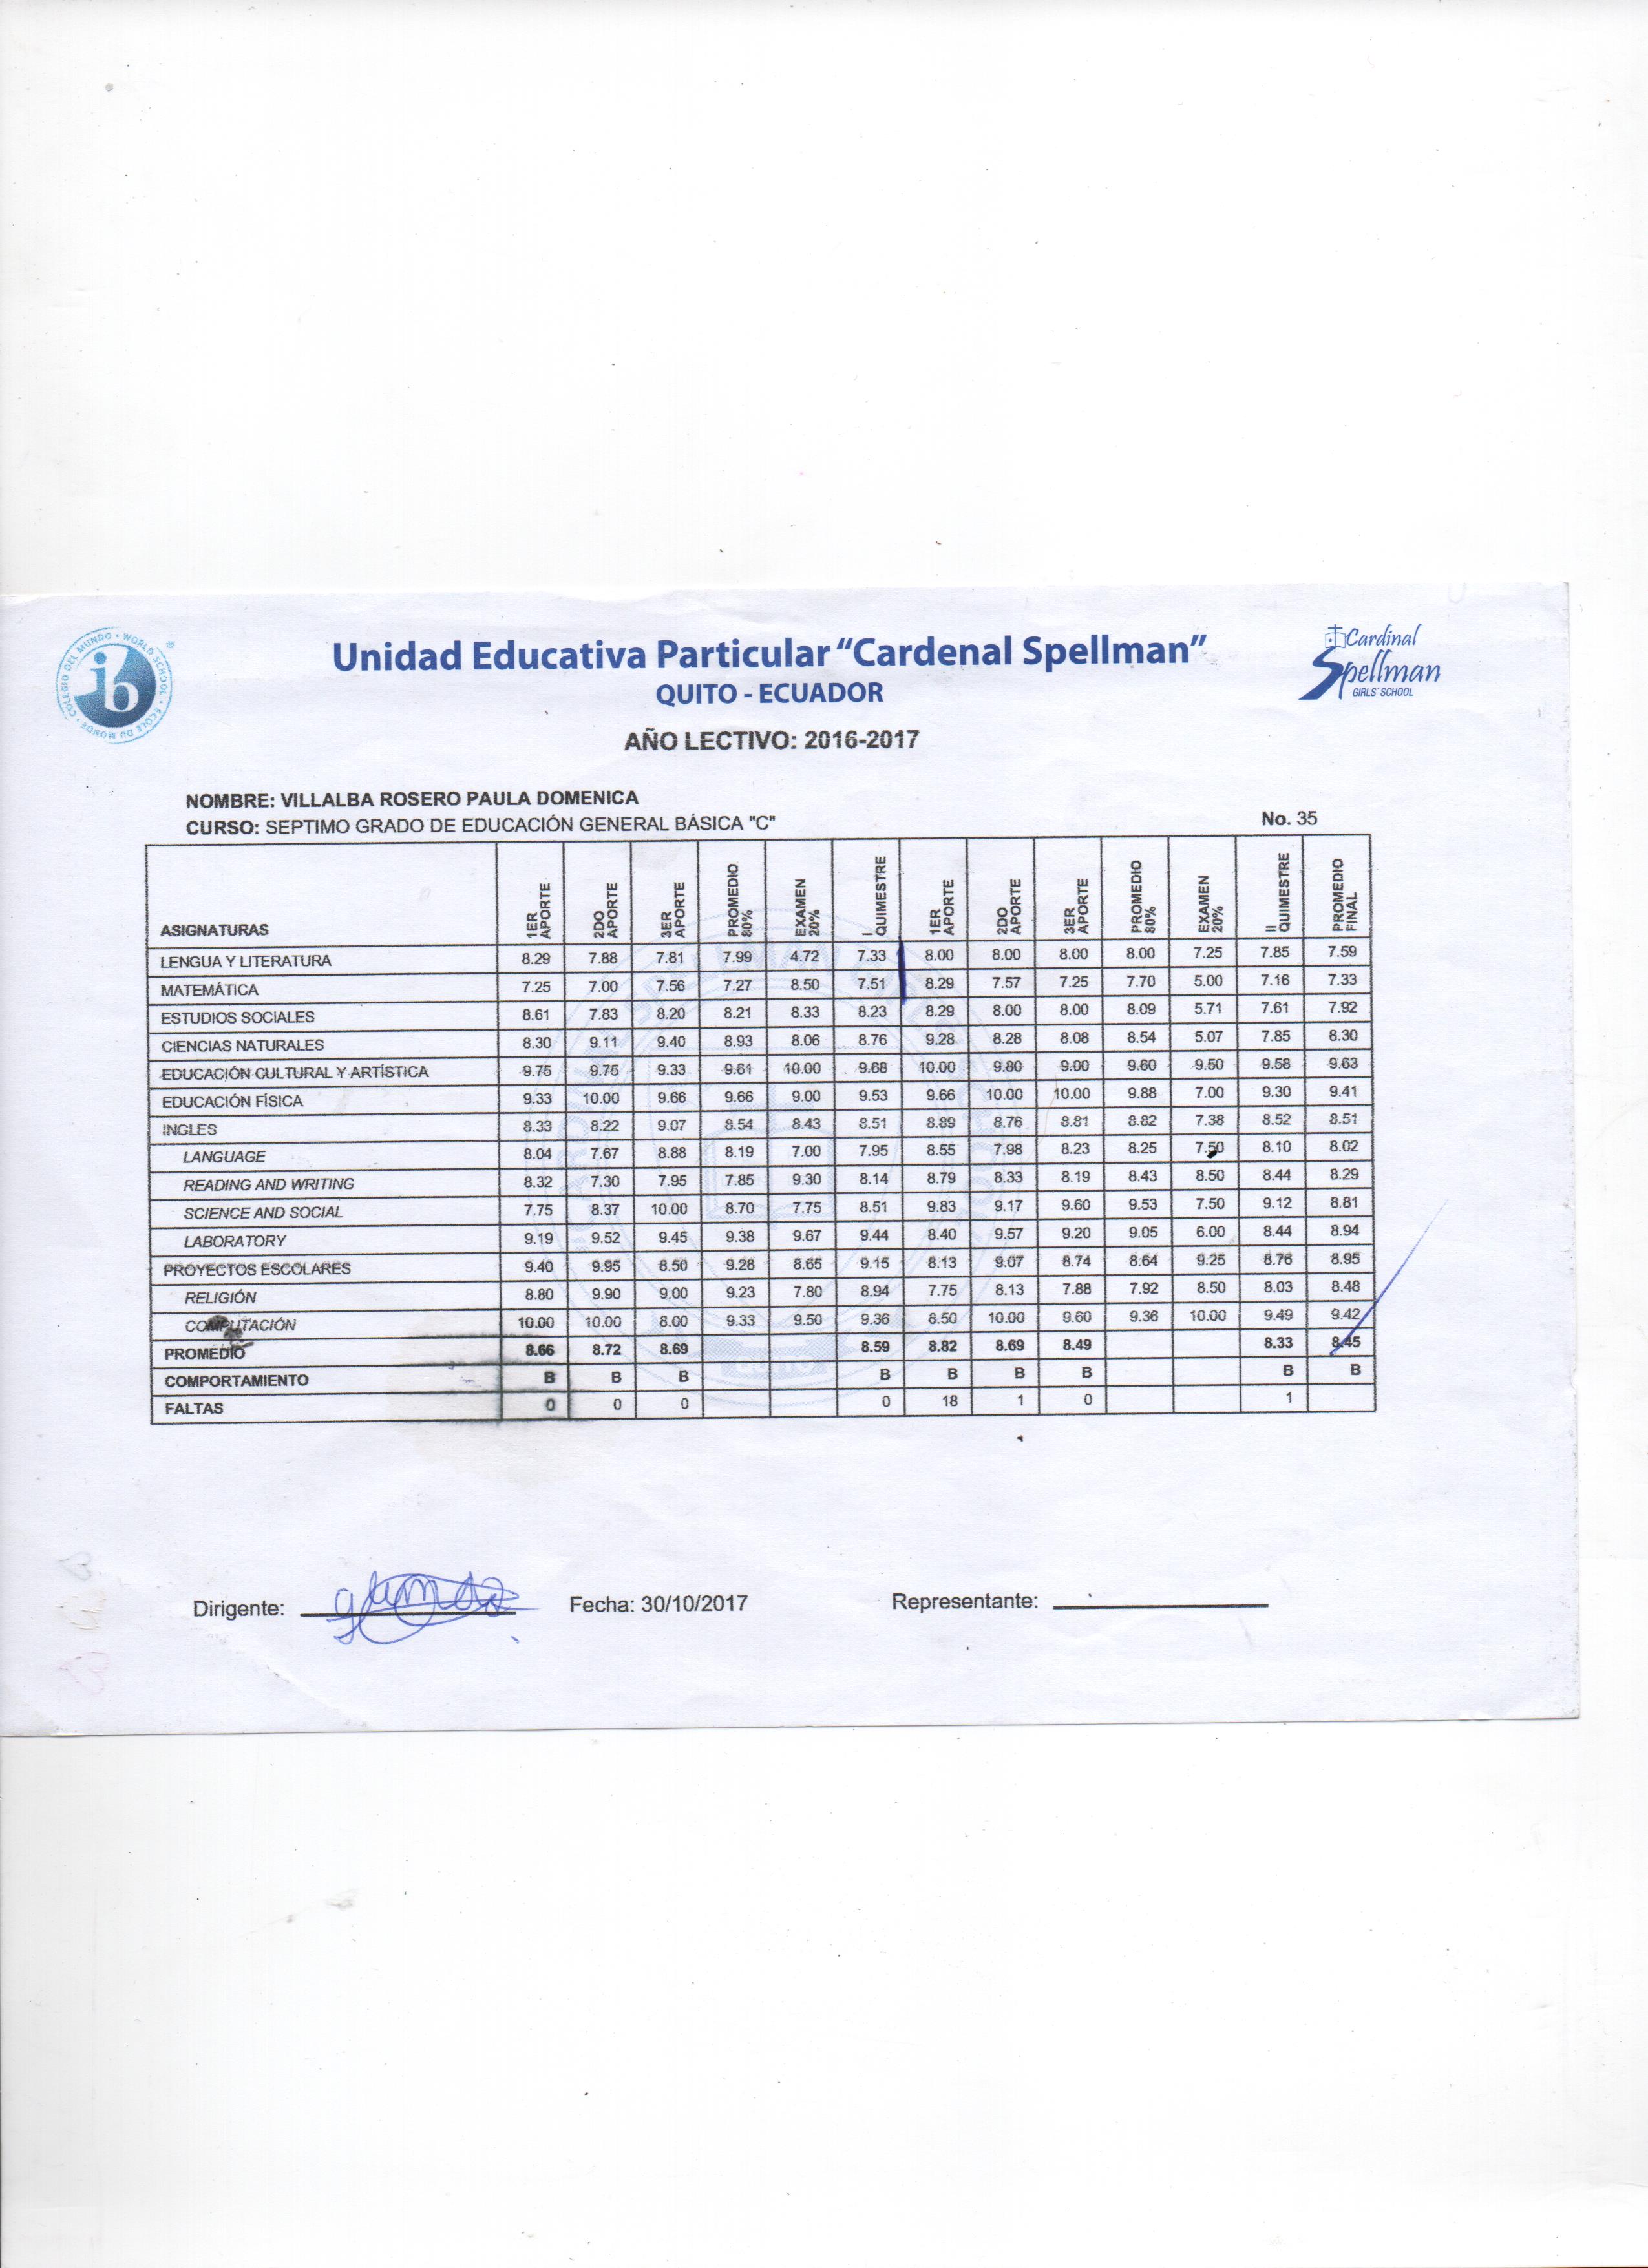 COLEGIO DEL MUNDO • WORLD SCHOOL • ECOLE DU MONDE •
ib
®
Unidad Educativa Particular “Cardenal Spellman”
QUITO - ECUADOR
Cardinal
Spellman
GIRLS' SCHOOL
AÑO LECTIVO: 2016-2017
NOMBRE: VILLALBA ROSERO PAULA DOMENICA
CURSO: SEPTIMO GRADO DE EDUCACIÓN GENERAL BÁSICA "C"
No. 35
ASIGNATURAS 1ER APORTE 2DO APORTE 3ER APORTE PROMEDIO 80% EXAMEN 20% I QUIMESTRE 1ER APORTE 2DO APORTE 3ER APORTE PROMEDIO 80% EXAMEN 20% II QUIMESTRE PROMEDIO FINAL
LENGUA Y LITERATURA 8.29 7.88 7.81 7.99 4.72 7.33 8.00 8.00 8.00 8.00 7.25 7.85 7.59
MATEMÁTICA 7.25 7.00 7.56 7.27 8.50 7.51 8.29 7.57 7.25 7.70 5.00 7.16 7.33
ESTUDIOS SOCIALES 8.61 7.83 8.20 8.21 8.33 8.23 8.29 8.00 8.00 8.09 5.71 7.61 7.92
CIENCIAS NATURALES 8.30 9.11 9.40 8.93 8.06 8.76 9.28 8.28 8.08 8.54 5.07 7.85 8.30
EDUCACIÓN CULTURAL Y ARTÍSTICA 9.75 9.75 9.33 9.61 10.00 9.68 10.00 9.80 9.00 9.60 9.50 9.58 9.63
EDUCACIÓN FÍSICA 9.33 10.00 9.66 9.66 9.00 9.53 9.66 10.00 10.00 9.88 7.00 9.30 9.41
INGLES 8.33 8.22 9.07 8.54 8.43 8.51 8.89 8.76 8.81 8.82 7.38 8.52 8.51
LANGUAGE 8.04 7.67 8.88 8.19 7.00 7.95 8.55 7.98 8.23 8.25 7.50 8.10 8.02
READING AND WRITING 8.32 7.30 7.95 7.85 9.30 8.14 8.79 8.33 8.19 8.43 8.50 8.44 8.29
SCIENCE AND SOCIAL 7.75 8.37 10.00 8.70 7.75 8.51 9.83 9.17 9.60 9.53 7.50 9.12 8.81
LABORATORY 9.19 9.52 9.45 9.38 9.67 9.44 8.40 9.57 9.20 9.05 6.00 8.44 8.94
PROYECTOS ESCOLARES 9.40 9.95 8.50 9.28 8.65 9.15 8.13 9.07 8.74 8.64 9.25 8.76 8.95
RELIGIÓN 8.80 9.90 9.00 9.23 7.80 8.94 7.75 8.13 7.88 7.92 8.50 8.03 8.48
COMPUTACIÓN 10.00 10.00 8.00 9.33 9.50 9.36 8.50 10.00 9.60 9.36 10.00 9.49 9.42
PROMEDIO 8.66 8.72 8.69 8.59 8.82 8.69 8.49 8.33 8.45
COMPORTAMIENTO B B B B B B B B B
FALTAS 0 0 0 0 18 1 0 1
Dirigente:
Fecha: 30/10/2017
Representante: